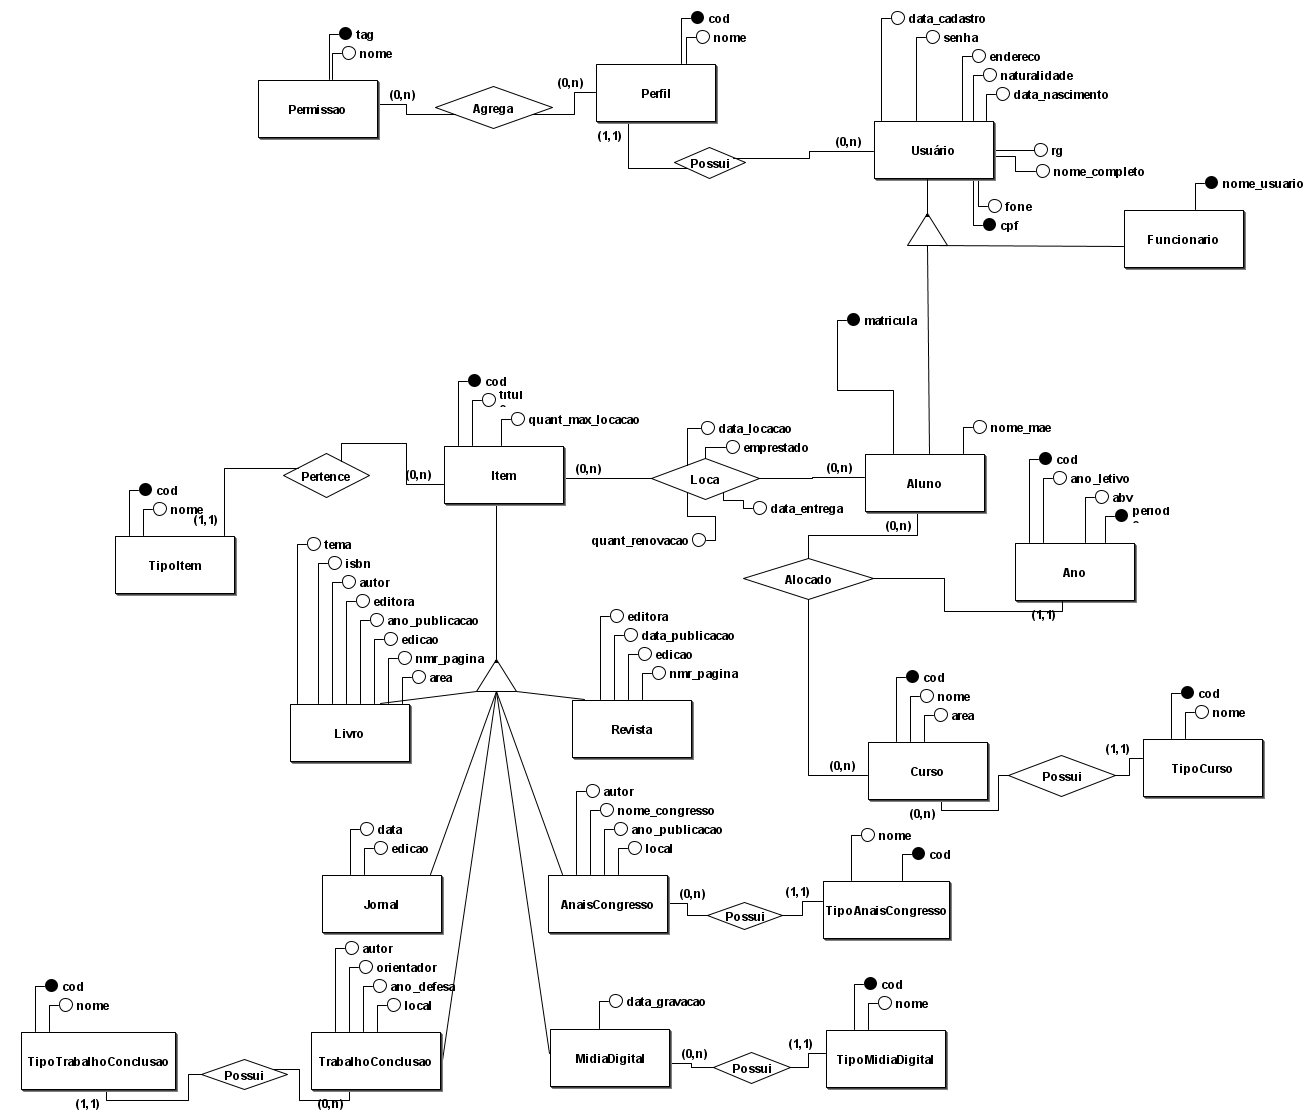 cod
data_cadastro
tag
nome
senha
nome
endereco
naturalidade
data_nascimento
(0,n)
(0,n)
Permissao
Agrega
Perfil
(1,1)
(0,n)
Usuário
rg
Possui
nome_completo
nome_usuario
fone
cpf
Funcionario
matricula
cod
titul
quant_max_locacao
data_locacao
nome_mae
emprestado
cod
ano_letivo
abv
period
(0,n)
Item
(0,n)
Loca
(0,n)
Aluno
Pertence
cod
nome
(1,1)
data_entrega
(0,n)
quant_renovacao
TipoItem
tema
isbn
autor
editora
ano_publicacao
edicao
nmr_pagina
area
Alocado
Ano
(1,1)
editora
data_publicacao
edicao
nmr_pagina
cod
nome
area
cod
nome
Livro
Revista
(0,n)
Curso
(0,n)
Possui
(1,1)
TipoCurso
data
edicao
autor
nome_congresso
ano_publicacao
local
nome
cod
Jornal
AnaisCongresso
(0,n)
Possui
(1,1)
TipoAnaisCongresso
cod
nome
autor
orientador
ano_defesa
local
data_gravacao
cod
nome
TipoTrabalhoConclusao
(1,1)
Possui
(0,n)
TrabalhoConclusao
MidiaDigital
(0,n)
Possui
(1,1)
TipoMidiaDigital